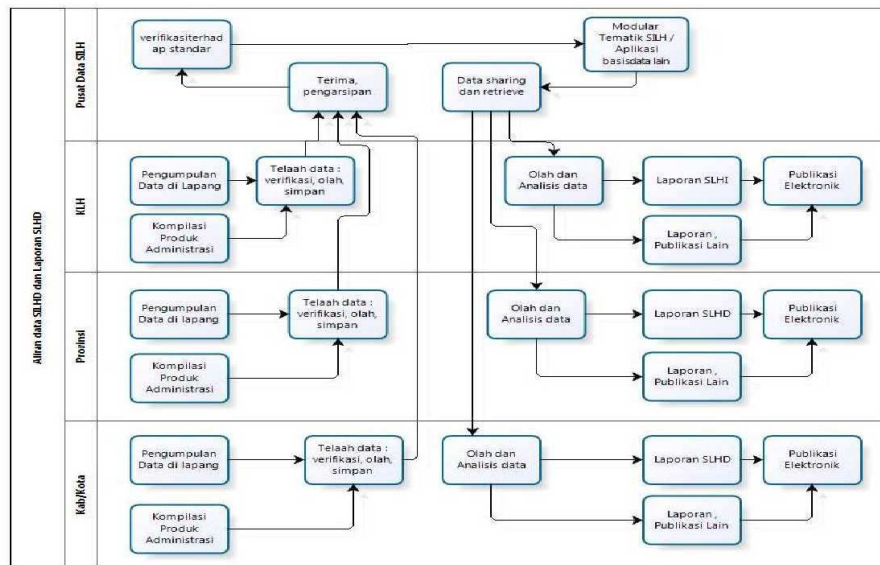 Aliran data SILHD dan Laporan SLHD
Pusat Data SILH
verifikasiterhad
ap standar
Modular
Tematik SILH /
Aplikasi
basisdata lain
Terima,
pengarsipan
Data sharing
dan retrieve
KLH
Pengumpulan
Data di Lapang
Telaah data :
verifikasi, olah,
simpan
Kompilasi
Produk
Administrasi
Olah dan
Analisis data
Laporan SLHI
Publikasi
Elektronik
Laporan ,
Publikasi Lain
Provinsi
Pengumpulan
Data di lapang
Telaah data :
verifikasi, olah,
simpan
Kompilasi
Produk
Administrasi
Olah dan
Analisis data
Laporan SLHD
Publikasi
Elektronik
Laporan ,
Publikasi Lain
Kab/Kota
Pengumpulan
Data di lapang
Telaah data :
verifikasi, olah,
simpan
Kompilasi
Produk
Administrasi
Olah dan
Analisis data
Laporan SLHD
Publikasi
Elektronik
Laporan ,
Publikasi Lain